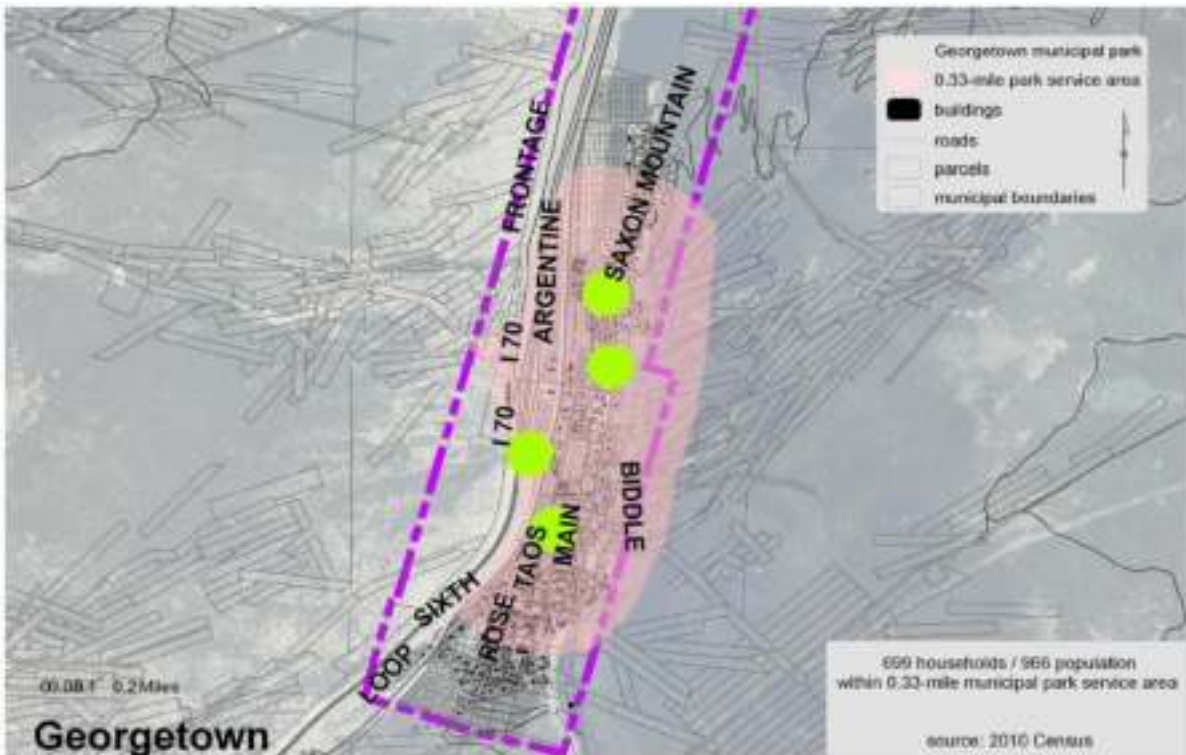 Georgetown municipal park
0.33-mile park service area
buildings
roads
parcels
municipal boundaries
FRONTAGE
SAXON MOUNTAIN
ARGENTINE
I 70
I 70
BIDDLE
MAIN
TAOS
ROSE
SIXTH
LOOP
0.2 Miles
Georgetown
699 households / 966 population
within 0.33-mile municipal park service area
source: 2010 Census